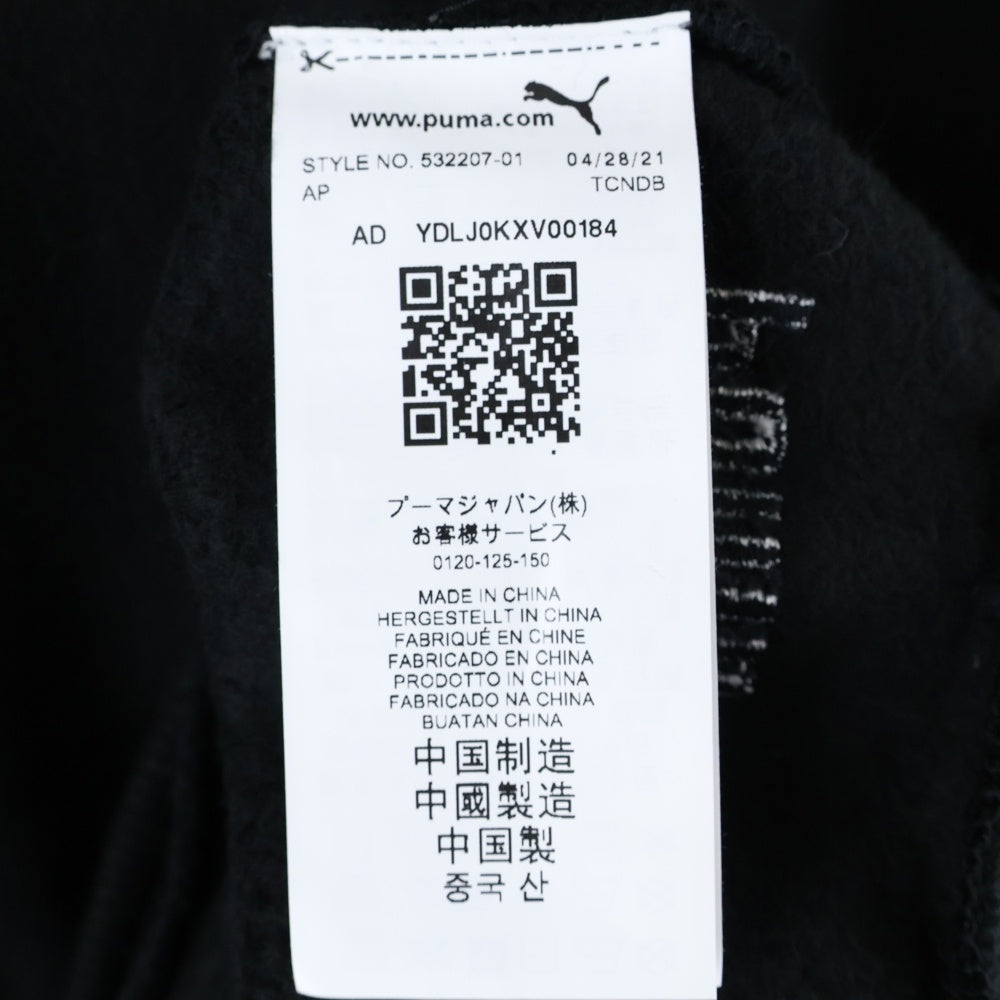 www.puma.com
STYLE NO. 532207-01 04/28/21
AP TCNDB
AD YDLJ0KXV00184
プーマジャパン(株)
お客様サービス
0120-125-150
MADE IN CHINA
HERGESTELLT IN CHINA
FABRIQUÉ EN CHINE
FABRICADO EN CHINA
PRODOTTO IN CHINA
FABRICADO NA CHINA
BUATAN CHINA
中国制造
中國製造
中国製
중국 산